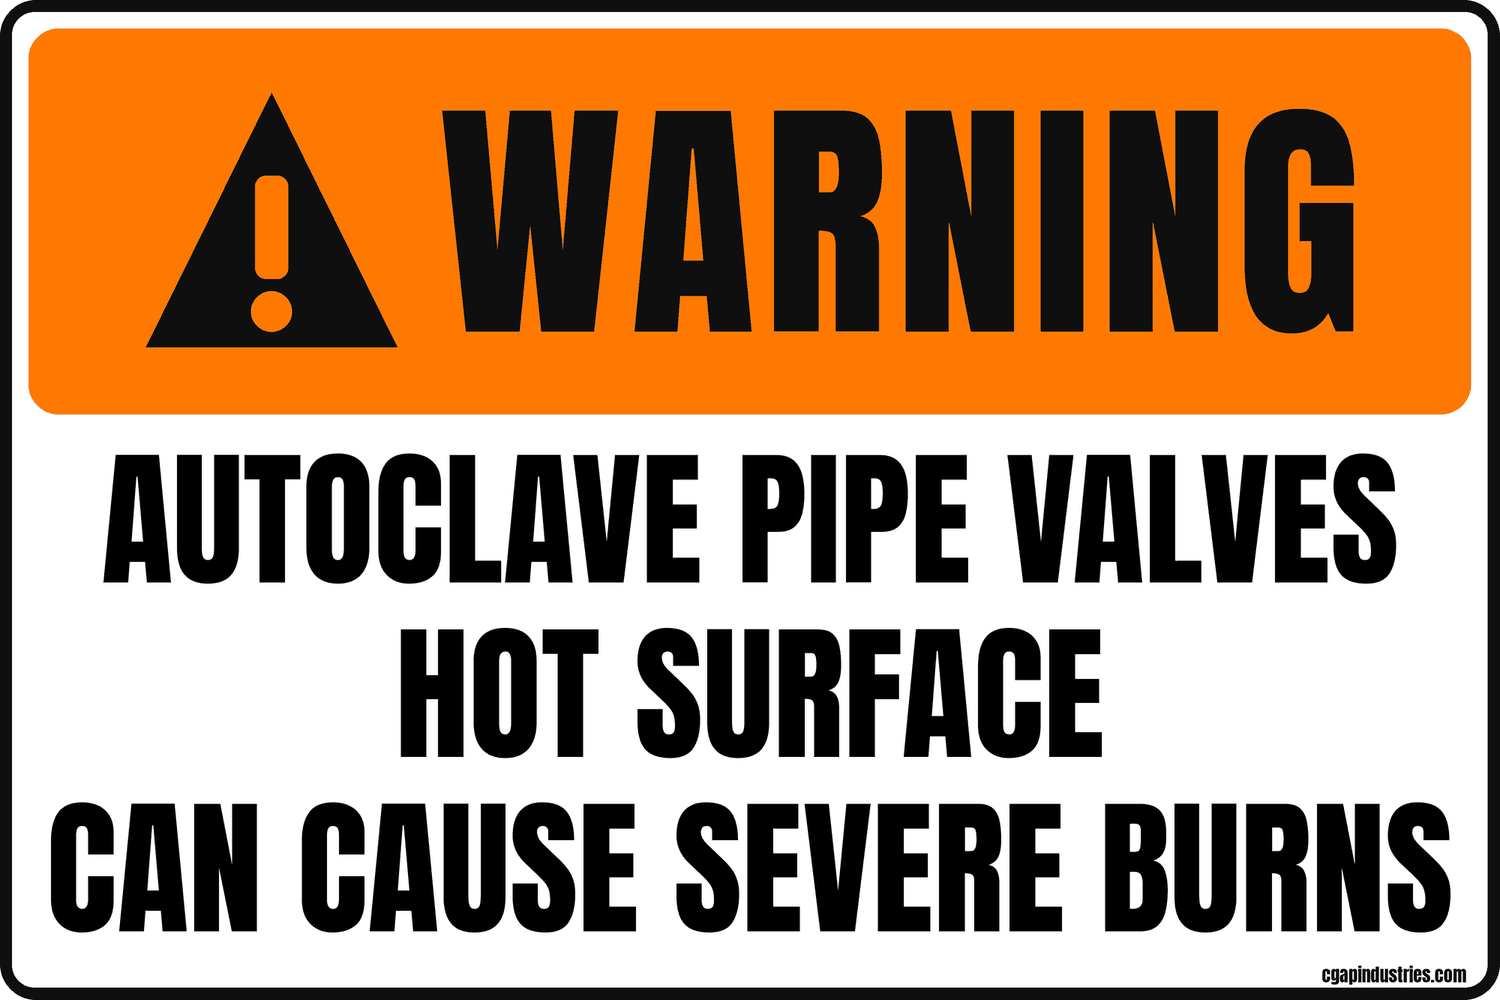 WARNING
AUTOCLAVE PIPE VALVES
HOT SURFACE
CAN CAUSE SEVERE BURNS
cgapindustries.com